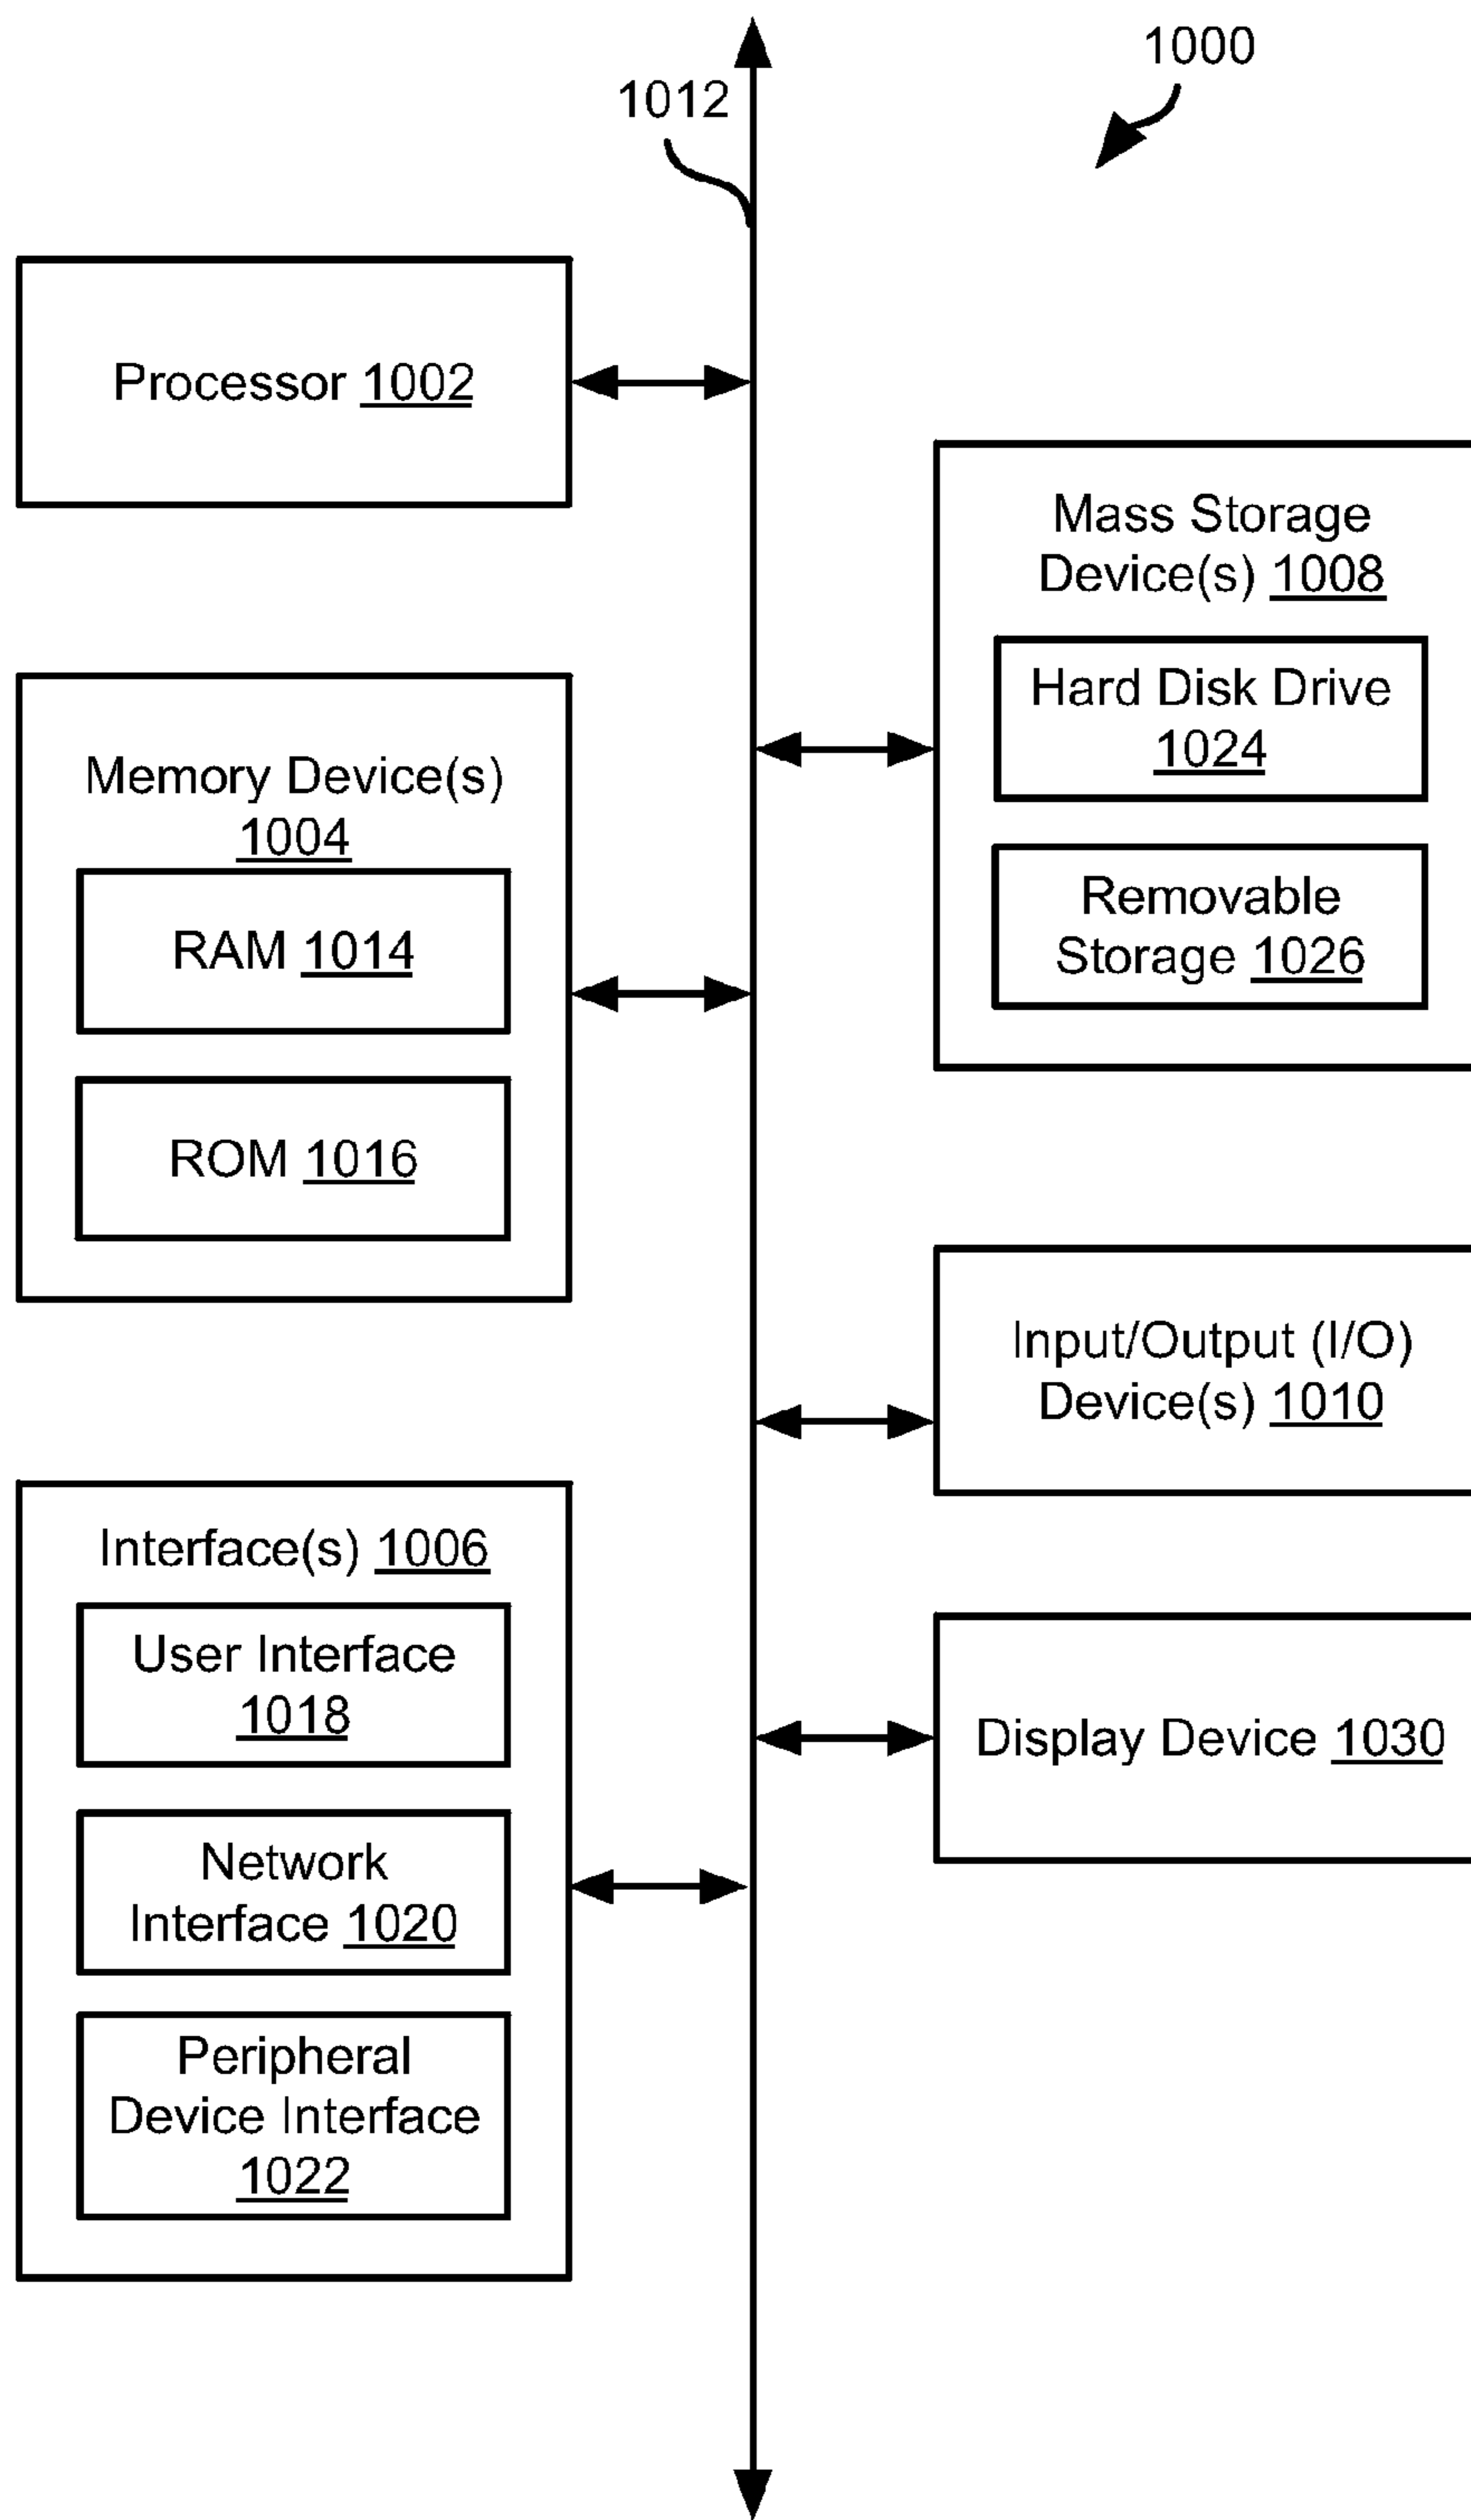 1000
1012
Processor 1002
Memory Device(s)
1004
RAM 1014
ROM 1016
Interface(s) 1006
User Interface
1018
Network
Interface 1020
Peripheral
Device Interface
1022
Mass Storage
Device(s) 1008
Hard Disk Drive
1024
Removable
Storage 1026
Input/Output (I/O)
Device(s) 1010
Display Device 1030